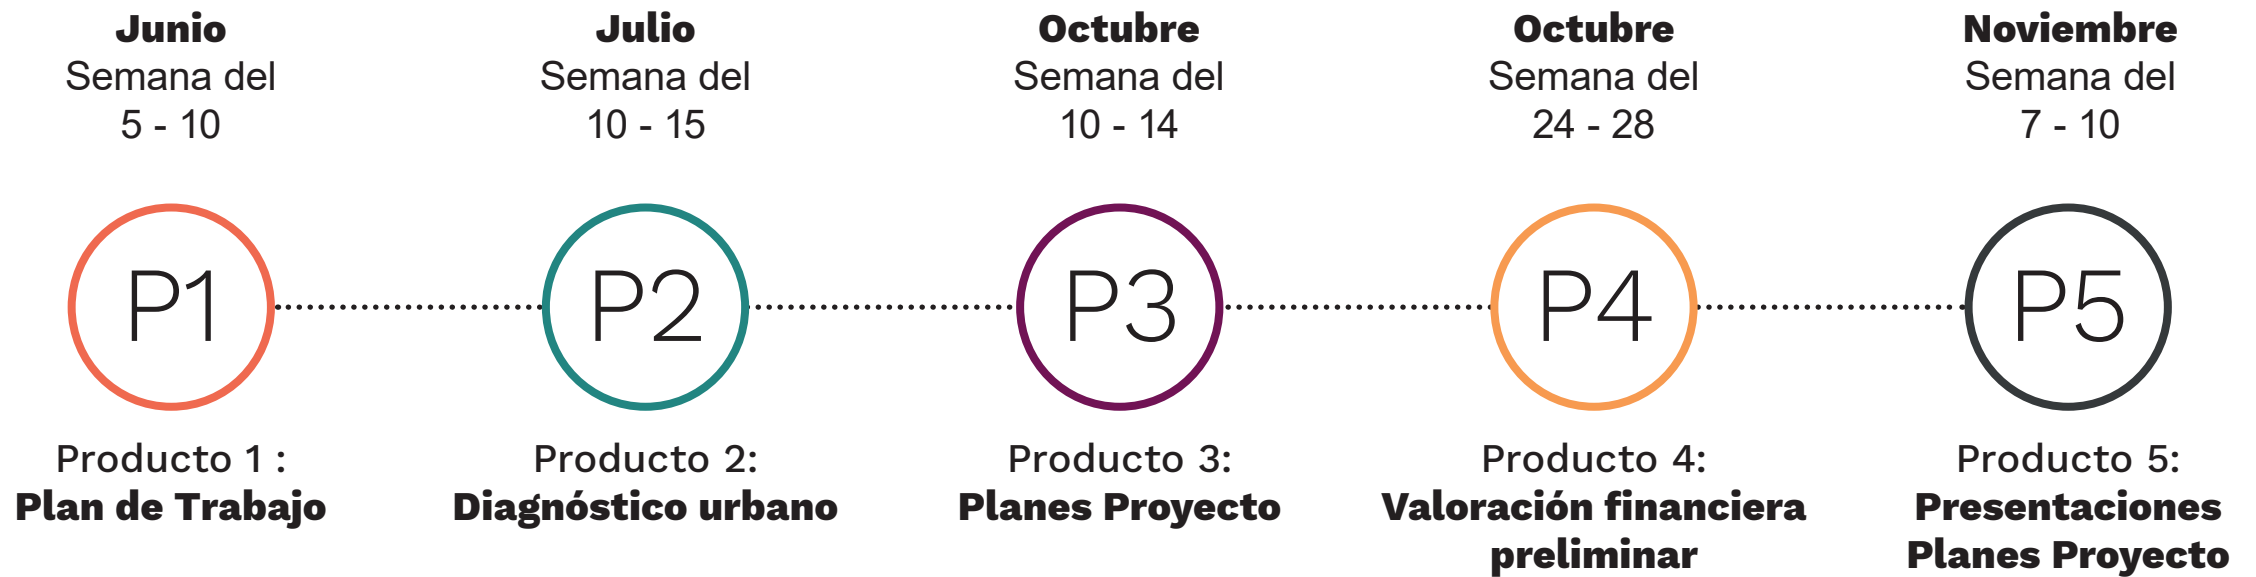 Junio
Semana del
5 - 10
Julio
Semana del
10 - 15
Octubre
Semana del
10 - 14
Octubre
Semana del
24 - 28
Noviembre
Semana del
7 - 10
P1
P2
P3
P4
P5
Producto 1 :
Plan de Trabajo
Producto 2:
Diagnóstico urbano
Producto 3:
Planes Proyecto
Producto 4:
Valoración financiera
preliminar
Producto 5:
Presentaciones
Planes Proyecto